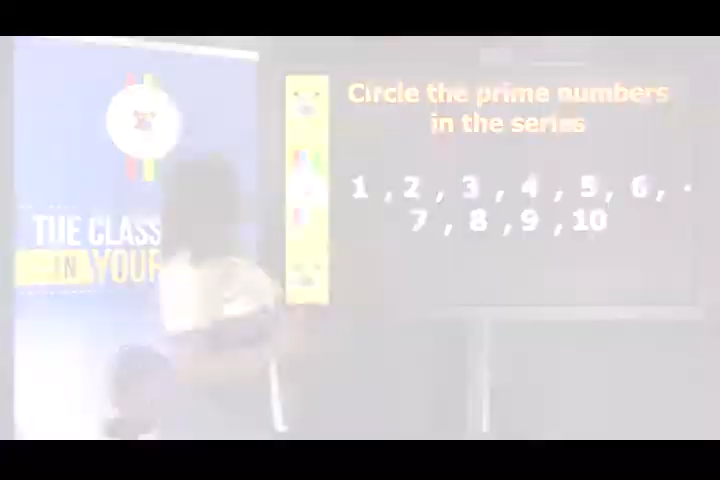 THE CLASS
IN YOUR
Circle the prime numbers
in the series
1 , 2 , 3 , 4 , 5, 6,
7 , 8 , 9 , 10